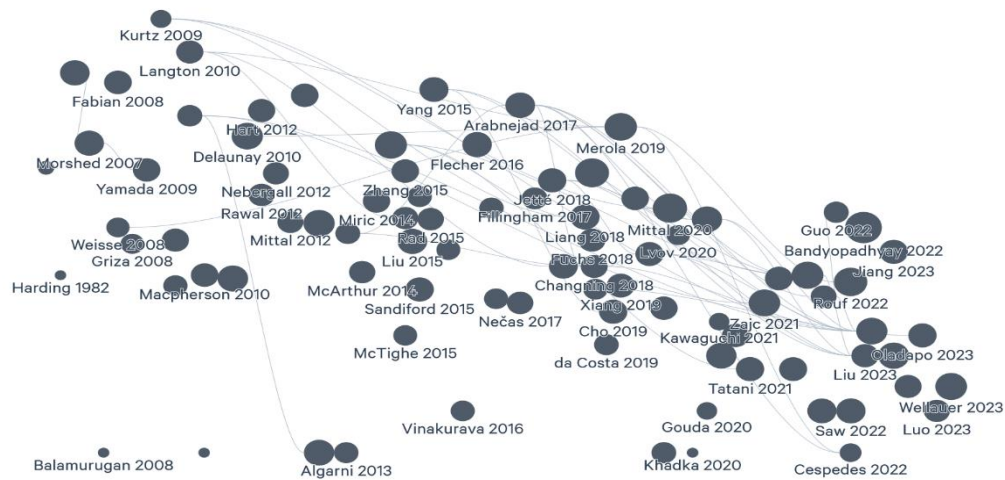 Kurtz 2009
Langton 2010
Fabian 2008
Yang 2015
Arabnejad 2017
Hart 2012
Merola 2019
Delaunay 2010
Morshed 2007
Flecher 2016
Yamada 2009
Nebergall 2012
Zhang 2015
Jetté 2018
Rawal 2012
Miric 2014
Fillingham 2017
Mittal 2020
Guo 2022
Weisse 2008
Mittal 2012
Rad 2015
Liang 2018
Bandyopadhyay 2022
Griza 2008
Liu 2015
Fuchs 2018
Lvov 2020
Jiang 2023
Harding 1982
Macpherson 2010
McArthur 2014
Changning 2018
Rouf 2022
Sandiford 2015
Xiang 2019
Nečas 2017
Zajc 2021
Cho 2019
Kawaguchi 2021
McTighe 2015
da Costa 2019
Oladapo 2023
Liu 2023
Tatani 2021
Wellauer 2023
Vinakurava 2016
Gouda 2020
Saw 2022
Luo 2023
Balamurugan 2008
Algarni 2013
Khadka 2020
Cespedes 2022